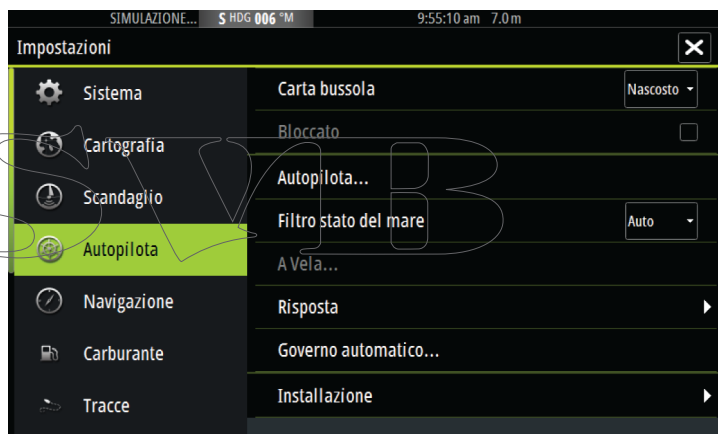 SIMULAZIONE... S HDG 006 °M 9:55:10 am 7.0 m
Impostazioni
Sistema
Cartografia
Scandaglio
Autopilota
Navigazione
Carburante
Tracce
Carta bussola Nascosto
Bloccato
Autopilota...
Filtro stato del mare Auto
A Vela...
Risposta
Governo automatico...
Installazione
SVB